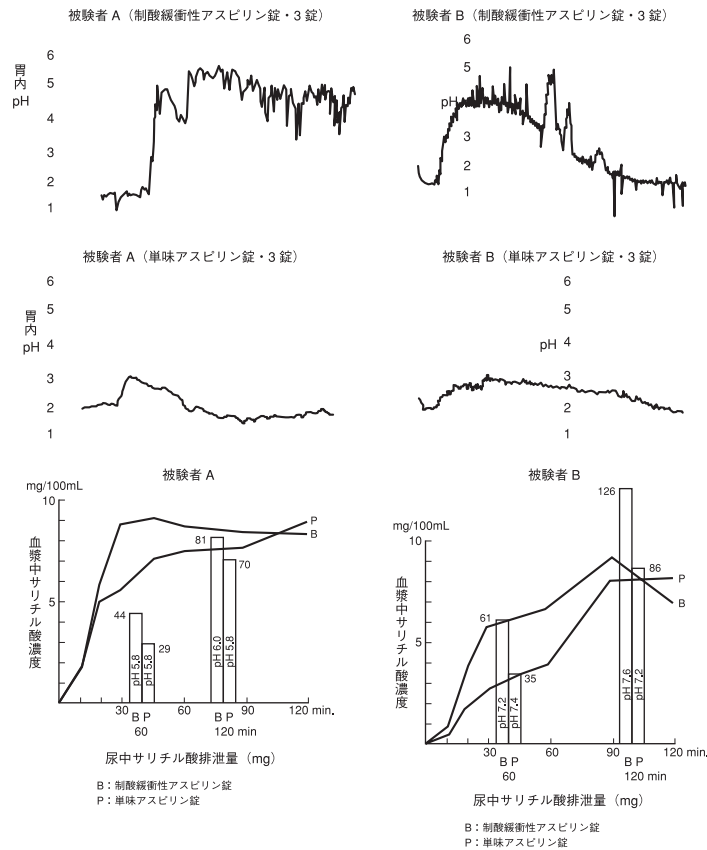 被験者A（制酸緩衝性アスピリン錠・3錠）
胃内
pH
6
5
4
3
2
1
被験者B（制酸緩衝性アスピリン錠・3錠）
6
5
pH
3
2
1
被験者A（単味アスピリン錠・3錠）
胃内
pH
6
5
4
3
2
1
被験者B（単味アスピリン錠・3錠）
6
5
pH 4
3
2
1
被験者A
mg/100mL
10
5
血漿中サリチル酸濃度
P
B
44
29
81
70
pH 5.8
pH 5.8
pH 6.0
pH 5.8
30 60 90 120 min.
B P B P
60 120 min
尿中サリチル酸排泄量（mg）
B：制酸緩衝性アスピリン錠
P：単味アスピリン錠
被験者B
mg/100mL
10
5
血漿中サリチル酸濃度
P
B
61
35
126
86
pH 7.2
pH 7.4
pH 7.6
pH 7.2
30 60 90 120 min.
B P B P
60 120 min
尿中サリチル酸排泄量（mg）
B：制酸緩衝性アスピリン錠
P：単味アスピリン錠